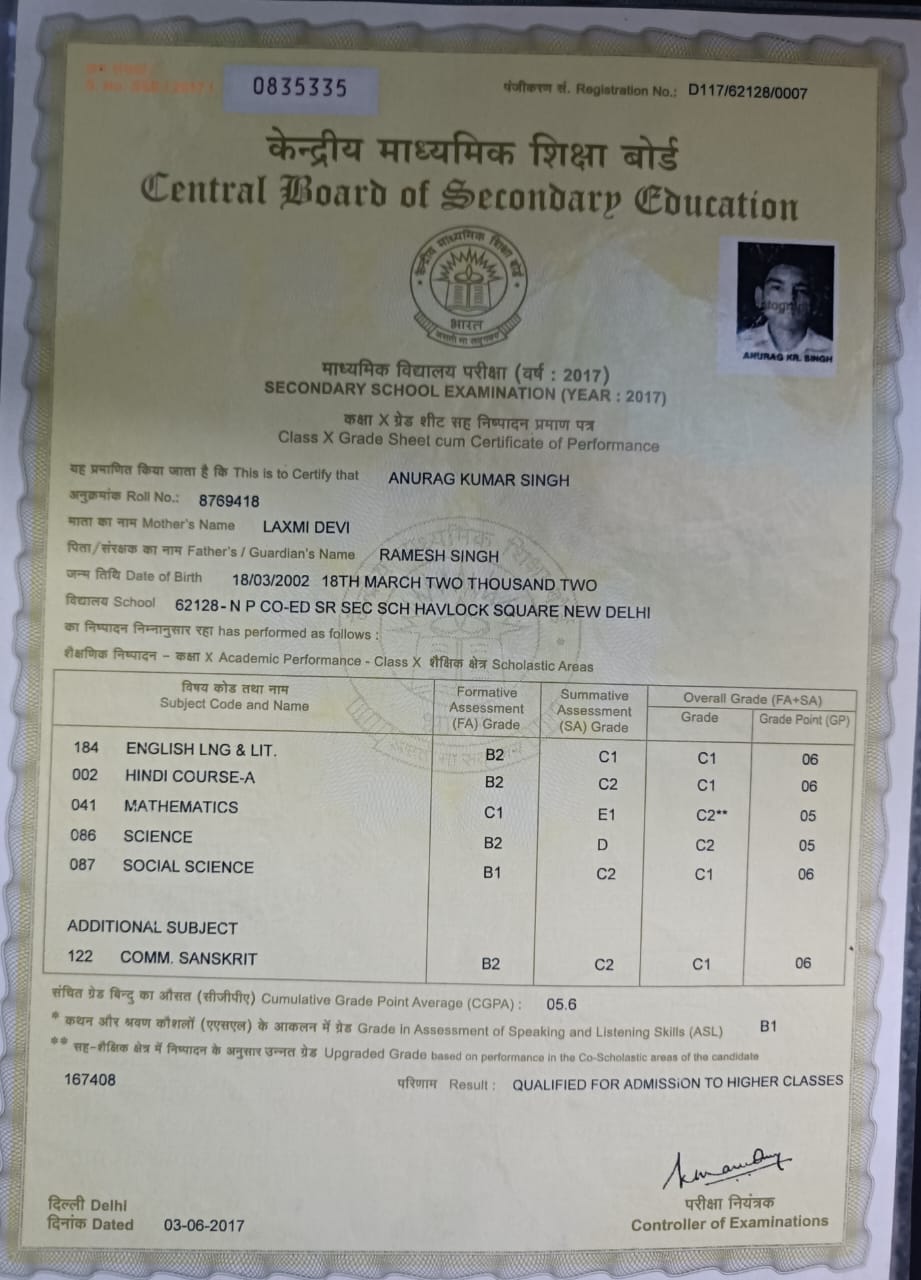 0835335
पंजीकरण सं. Registration No.: D117/62128/0007
केन्द्रीय माध्यमिक शिक्षा बोर्ड
Central Board of Secondary Education
केन्द्रीय माध्यमिक शिक्षा बोर्ड
भारत
असतो मा सद्गमय
ANURAG KR. SINGH
माध्यमिक विद्यालय परीक्षा (वर्ष : 2017)
SECONDARY SCHOOL EXAMINATION (YEAR : 2017)
कक्षा X ग्रेड शीट सह निष्पादन प्रमाण पत्र
Class X Grade Sheet cum Certificate of Performance
यह प्रमाणित किया जाता है कि This is to Certify that ANURAG KUMAR SINGH
अनुक्रमांक Roll No.: 8769418
माता का नाम Mother's Name LAXMI DEVI
पिता/संरक्षक का नाम Father's / Guardian's Name RAMESH SINGH
जन्म तिथि Date of Birth 18/03/2002 18TH MARCH TWO THOUSAND TWO
विद्यालय School 62128- N P CO-ED SR SEC SCH HAVLOCK SQUARE NEW DELHI
का निष्पादन निम्नानुसार रहा has performed as follows :
शैक्षणिक निष्पादन – कक्षा X Academic Performance - Class X शैक्षिक क्षेत्र Scholastic Areas
विषय कोड तथा नाम
Subject Code and Name
Formative
Assessment
(FA) Grade
Summative
Assessment
(SA) Grade
Overall Grade (FA+SA)
Grade Grade Point (GP)
184 ENGLISH LNG & LIT. B2 C1 C1 06
002 HINDI COURSE-A B2 C2 C1 06
041 MATHEMATICS C1 E1 C2** 05
086 SCIENCE B2 D C2 05
087 SOCIAL SCIENCE B1 C2 C1 06
ADDITIONAL SUBJECT
122 COMM. SANSKRIT B2 C2 C1 06
संचित ग्रेड बिन्दु का औसत (सीजीपीए) Cumulative Grade Point Average (CGPA) : 05.6
* कथन और श्रवण कौशलों (एएसएल) के आकलन में ग्रेड Grade in Assessment of Speaking and Listening Skills (ASL) B1
** सह-शैक्षिक क्षेत्र में निष्पादन के अनुसार उन्नत ग्रेड Upgraded Grade based on performance in the Co-Scholastic areas of the candidate
167408 परिणाम Result : QUALIFIED FOR ADMISSION TO HIGHER CLASSES
दिल्ली Delhi
दिनांक Dated 03-06-2017
परीक्षा नियंत्रक
Controller of Examinations